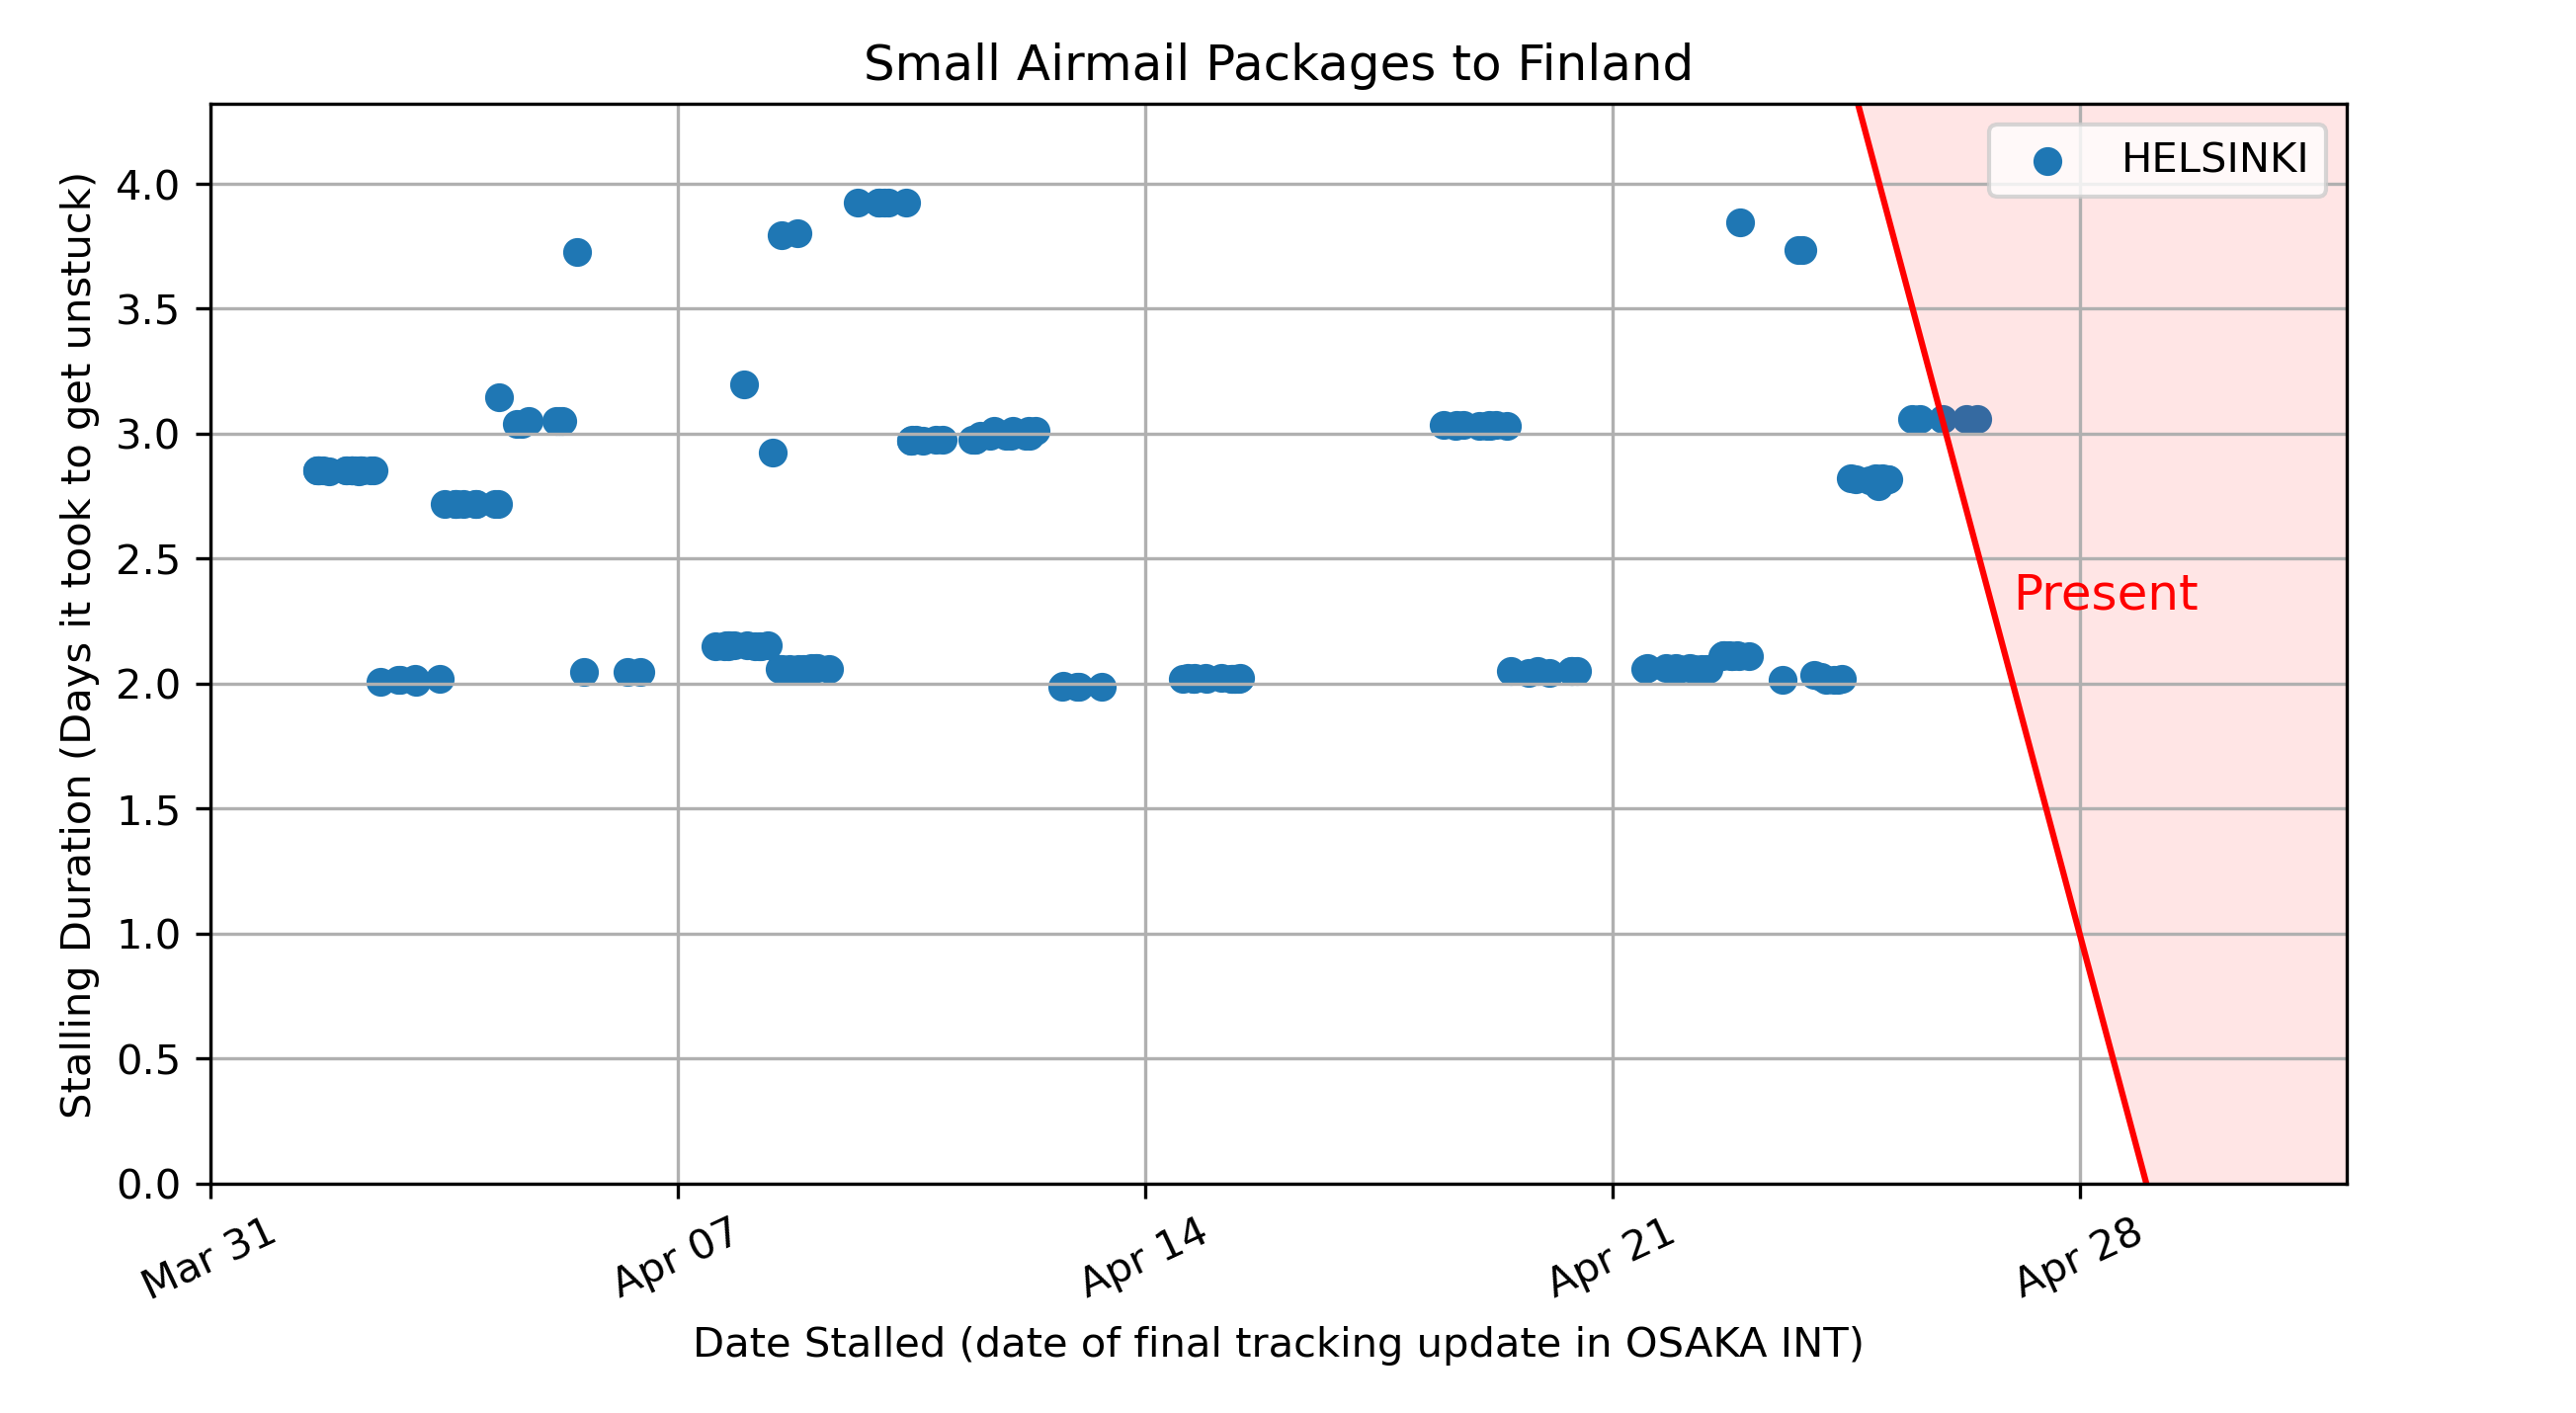 Small Airmail Packages to Finland
HELSINKI
Present
Stalling Duration (Days it took to get unstuck)
4.0
3.5
3.0
2.5
2.0
1.5
1.0
0.5
0.0
Mar 31
Apr 07
Apr 14
Apr 21
Apr 28
Date Stalled (date of final tracking update in OSAKA INT)